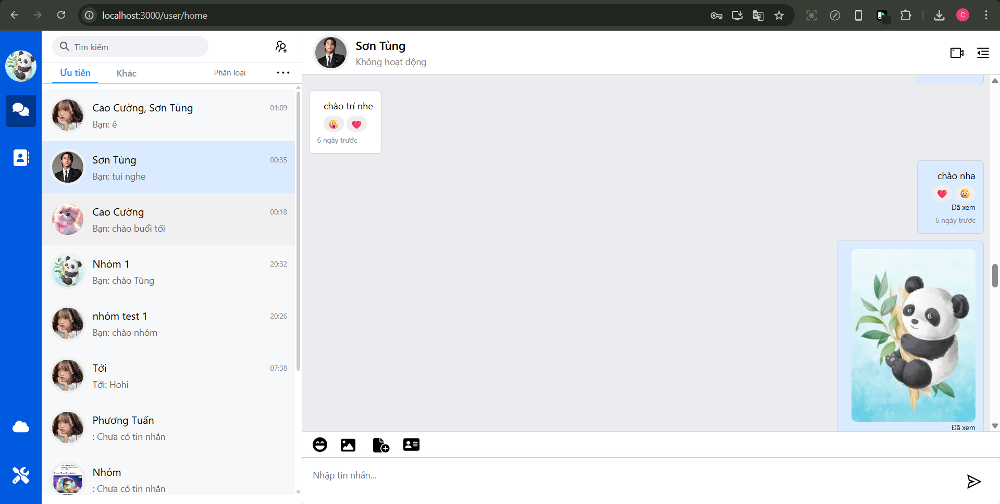 localhost:3000/user/home
C
Tìm kiếm
Ưu tiên
Khác
Phân loại
Cao Cường, Sơn Tùng
01:09
Bạn: ê
Sơn Tùng
00:35
Bạn: tui nghe
Cao Cường
00:18
Bạn: chào buổi tối
Nhóm 1
20:32
Bạn: chào Tùng
nhóm test 1
20:26
Bạn: chào nhóm
Tới
07:38
Tới: Hohi
Phương Tuấn
: Chưa có tin nhắn
Nhóm
: Chưa có tin nhắn
Sơn Tùng
Không hoạt động
chào trí nhe
6 ngày trước
chào nha
Đã xem
6 ngày trước
Đã xem
Nhập tin nhắn...